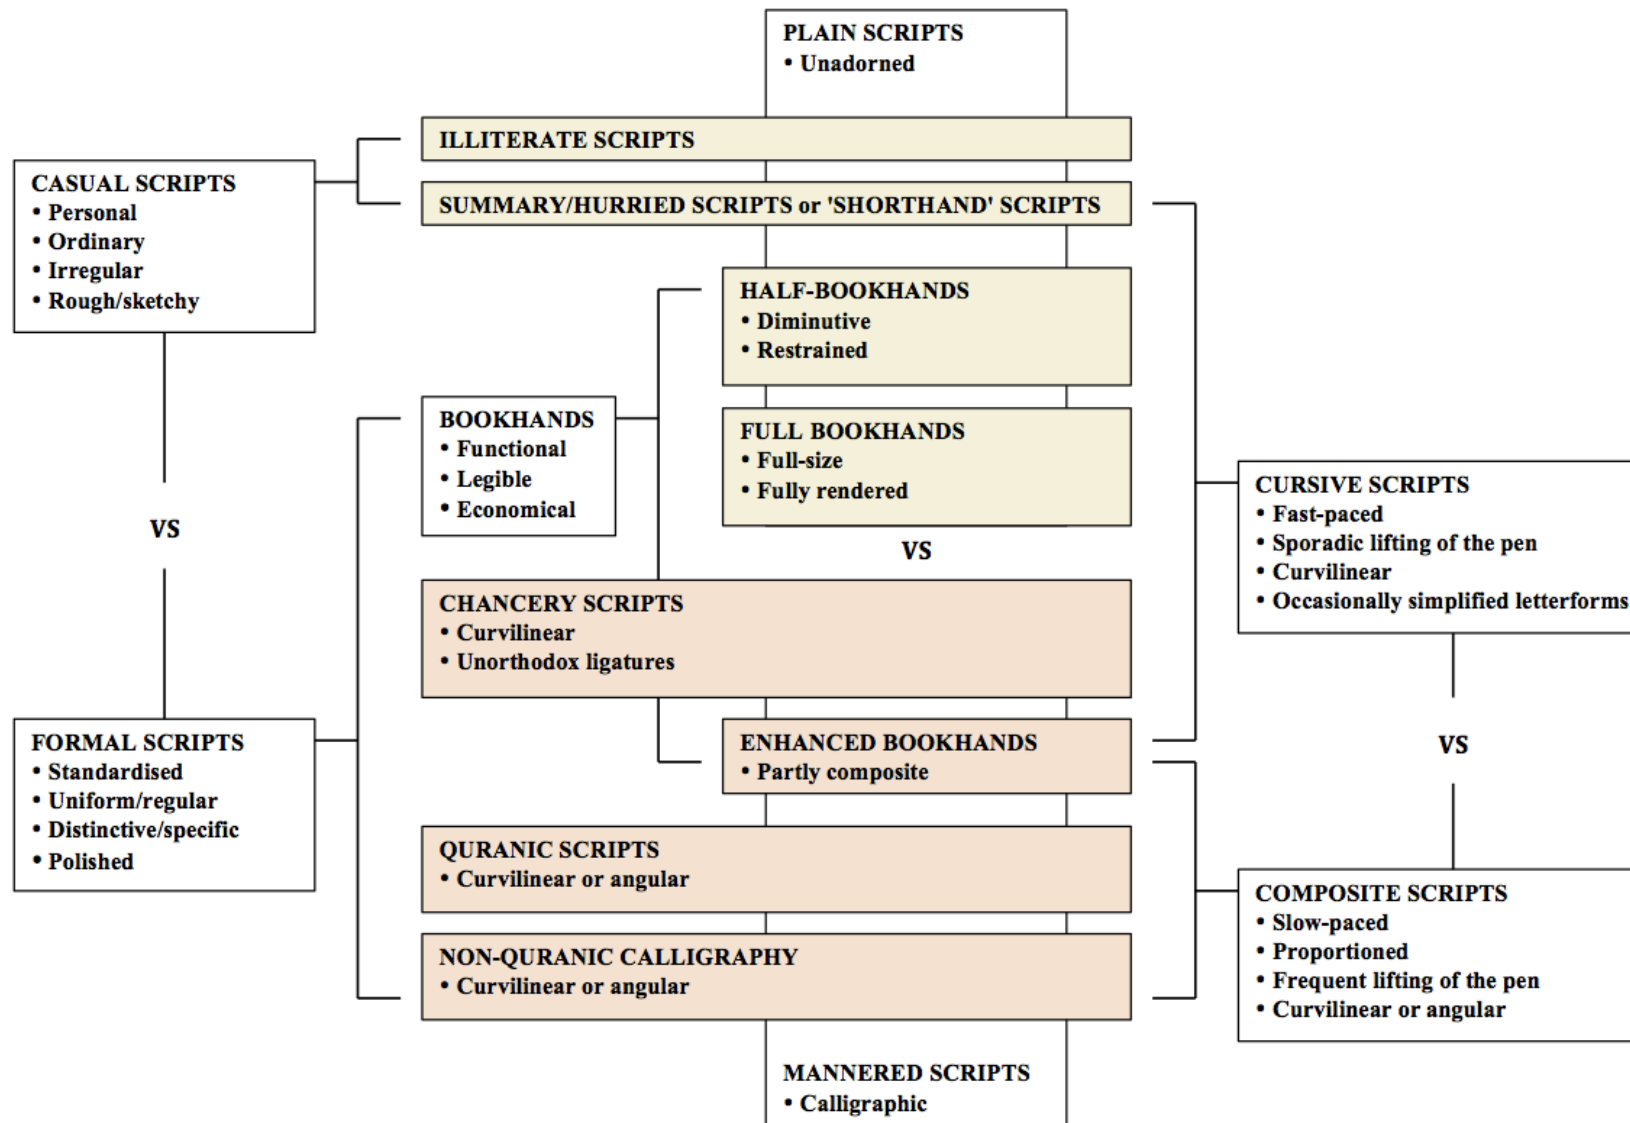 PLAIN SCRIPTS
• Unadorned
ILLITERATE SCRIPTS
CASUAL SCRIPTS
• Personal
• Ordinary
• Irregular
• Rough/sketchy
SUMMARY/HURRIED SCRIPTS or 'SHORTHAND' SCRIPTS
HALF-BOOKHANDS
• Diminutive
• Restrained
BOOKHANDS
• Functional
• Legible
• Economical
FULL BOOKHANDS
• Full-size
• Fully rendered
VS
VS
CURSIVE SCRIPTS
• Fast-paced
• Sporadic lifting of the pen
• Curvilinear
• Occasionally simplified letterforms
CHANCERY SCRIPTS
• Curvilinear
• Unorthodox ligatures
FORMAL SCRIPTS
• Standardised
• Uniform/regular
• Distinctive/specific
• Polished
ENHANCED BOOKHANDS
• Partly composite
VS
QURANIC SCRIPTS
• Curvilinear or angular
NON-QURANIC CALLIGRAPHY
• Curvilinear or angular
COMPOSITE SCRIPTS
• Slow-paced
• Proportioned
• Frequent lifting of the pen
• Curvilinear or angular
MANNERED SCRIPTS
• Calligraphic